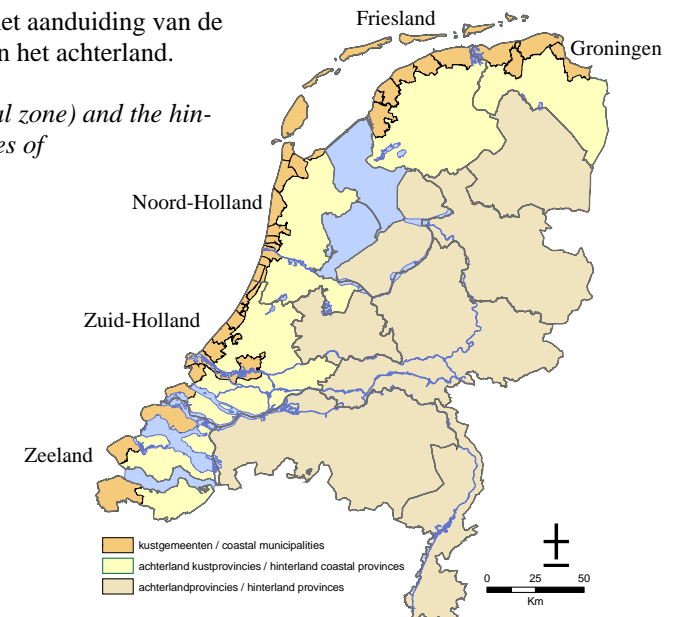 het aanduiding van de
n het achterland.
al zone) and the hin-
es of
Friesland
Groningen
Noord-Holland
Zuid-Holland
Zeeland
kustgemeenten / coastal municipalities
achterland kustprovincies / hinterland coastal provinces
achterlandprovincies / hinterland provinces
0 25 50
Km